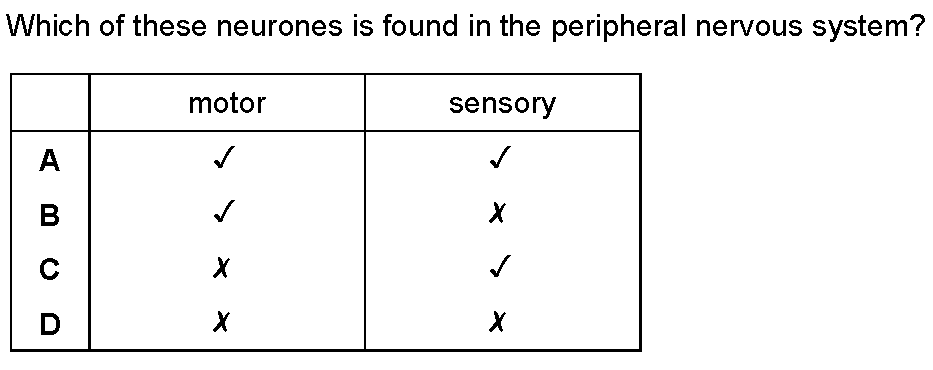 Which of these neurones is found in the peripheral nervous system?
motor sensory
A ✓ ✓
B ✓ ✗
C ✗ ✓
D ✗ ✗